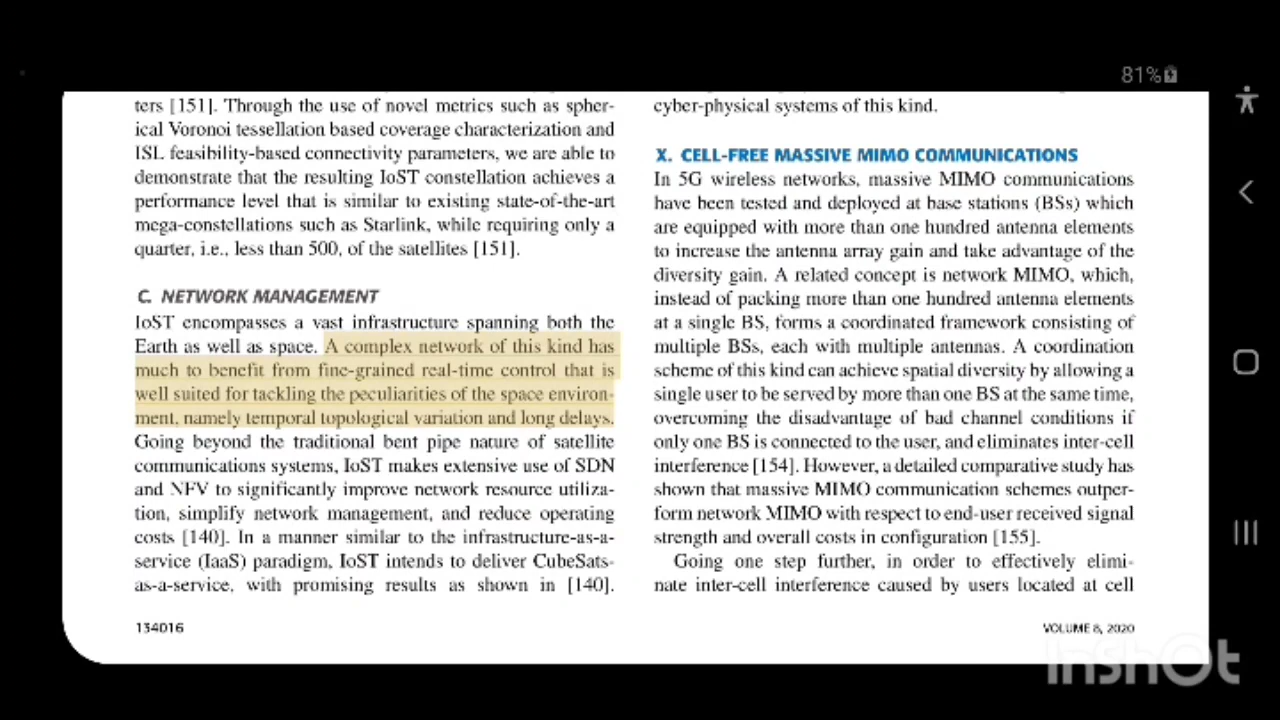 81%
ters [151]. Through the use of novel metrics such as spher-
ical Voronoi tessellation based coverage characterization and
ISL feasibility-based connectivity parameters, we are able to
demonstrate that the resulting IoST constellation achieves a
performance level that is similar to existing state-of-the-art
mega-constellations such as Starlink, while requiring only a
quarter, i.e., less than 500, of the satellites [151].
C. NETWORK MANAGEMENT
IoST encompasses a vast infrastructure spanning both the
Earth as well as space. A complex network of this kind has
much to benefit from fine-grained real-time control that is
well suited for tackling the peculiarities of the space environ-
ment, namely temporal topological variation and long delays.
Going beyond the traditional bent pipe nature of satellite
communications systems, IoST makes extensive use of SDN
and NFV to significantly improve network resource utiliza-
tion, simplify network management, and reduce operating
costs [140]. In a manner similar to the infrastructure-as-a-
service (IaaS) paradigm, IoST intends to deliver CubeSats-
as-a-service, with promising results as shown in [140].
134016
cyber-physical systems of this kind.
X. CELL-FREE MASSIVE MIMO COMMUNICATIONS
In 5G wireless networks, massive MIMO communications
have been tested and deployed at base stations (BSs) which
are equipped with more than one hundred antenna elements
to increase the antenna array gain and take advantage of the
diversity gain. A related concept is network MIMO, which,
instead of packing more than one hundred antenna elements
at a single BS, forms a coordinated framework consisting of
multiple BSs, each with multiple antennas. A coordination
scheme of this kind can achieve spatial diversity by allowing a
single user to be served by more than one BS at the same time,
overcoming the disadvantage of bad channel conditions if
only one BS is connected to the user, and eliminates inter-cell
interference [154]. However, a detailed comparative study has
shown that massive MIMO communication schemes outper-
form network MIMO with respect to end-user received signal
strength and overall costs in configuration [155].
Going one step further, in order to effectively elimi-
nate inter-cell interference caused by users located at cell
VOLUME 8, 2020
InShOt